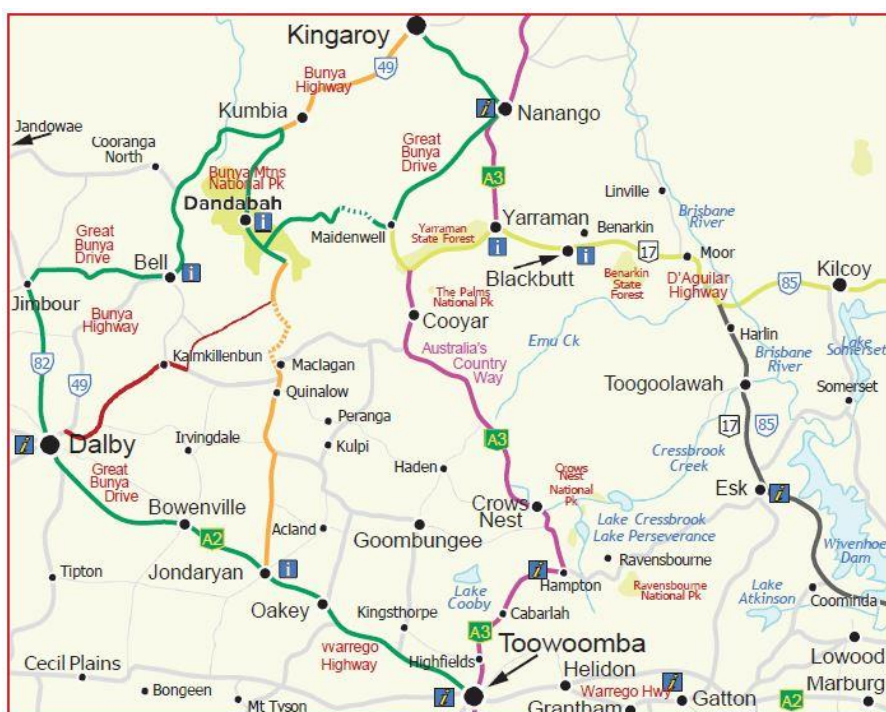 Kingaroy
49
Bunya
Highway
Kumbia
i
Nanango
Jandowae
Cooranga
North
Great
Bunya
Drive
Bunya Mtns
National Pk
Dandabah
i
A3
Linville
Brisbane
River
Great
Bunya
Drive
Maidenwell
Yarraman
State Forest
Yarraman
i
Benarkin
Blackbutt
i
17
Moor
Bell
i
Benarkin
State
Forest
D'Aguilar
Highway
85
Kilcoy
Jimbour
Bunya
Highway
The Palms
National Pk
Cooyar
Emu Ck
Harlin
Brisbane
River
Lake
Somerset
82
49
Kaimkillenbun
Maclagan
Australia's
Country
Way
Quinalow
Toogoolawah
Somerset
Peranga
Kulpi
i
Dalby
Irvingdale
A3
17
85
Great
Bunya
Drive
Haden
Crows
Nest
National
Pk
Cressbrook
Creek
Esk
i
Bowenville
A2
Acland
Goombungee
Crows
Nest
Lake Cressbrook
Lake Perseverance
Wivenhoe
Dam
Jondaryan
i
i
Hampton
Ravensbourne
Tipton
Lake
Cooby
Ravensbourne
National Pk
Lake
Atkinson
Coominda
Oakey
Kingsthorpe
Cabarlah
A3
Warrego
Highway
Highfields
Toowoomba
Lowood
Cecil Plains
Helidon
i
Marburg
Bongeen
Mt Tyson
i
Warrego Hwy
Gatton
A2
Grantham